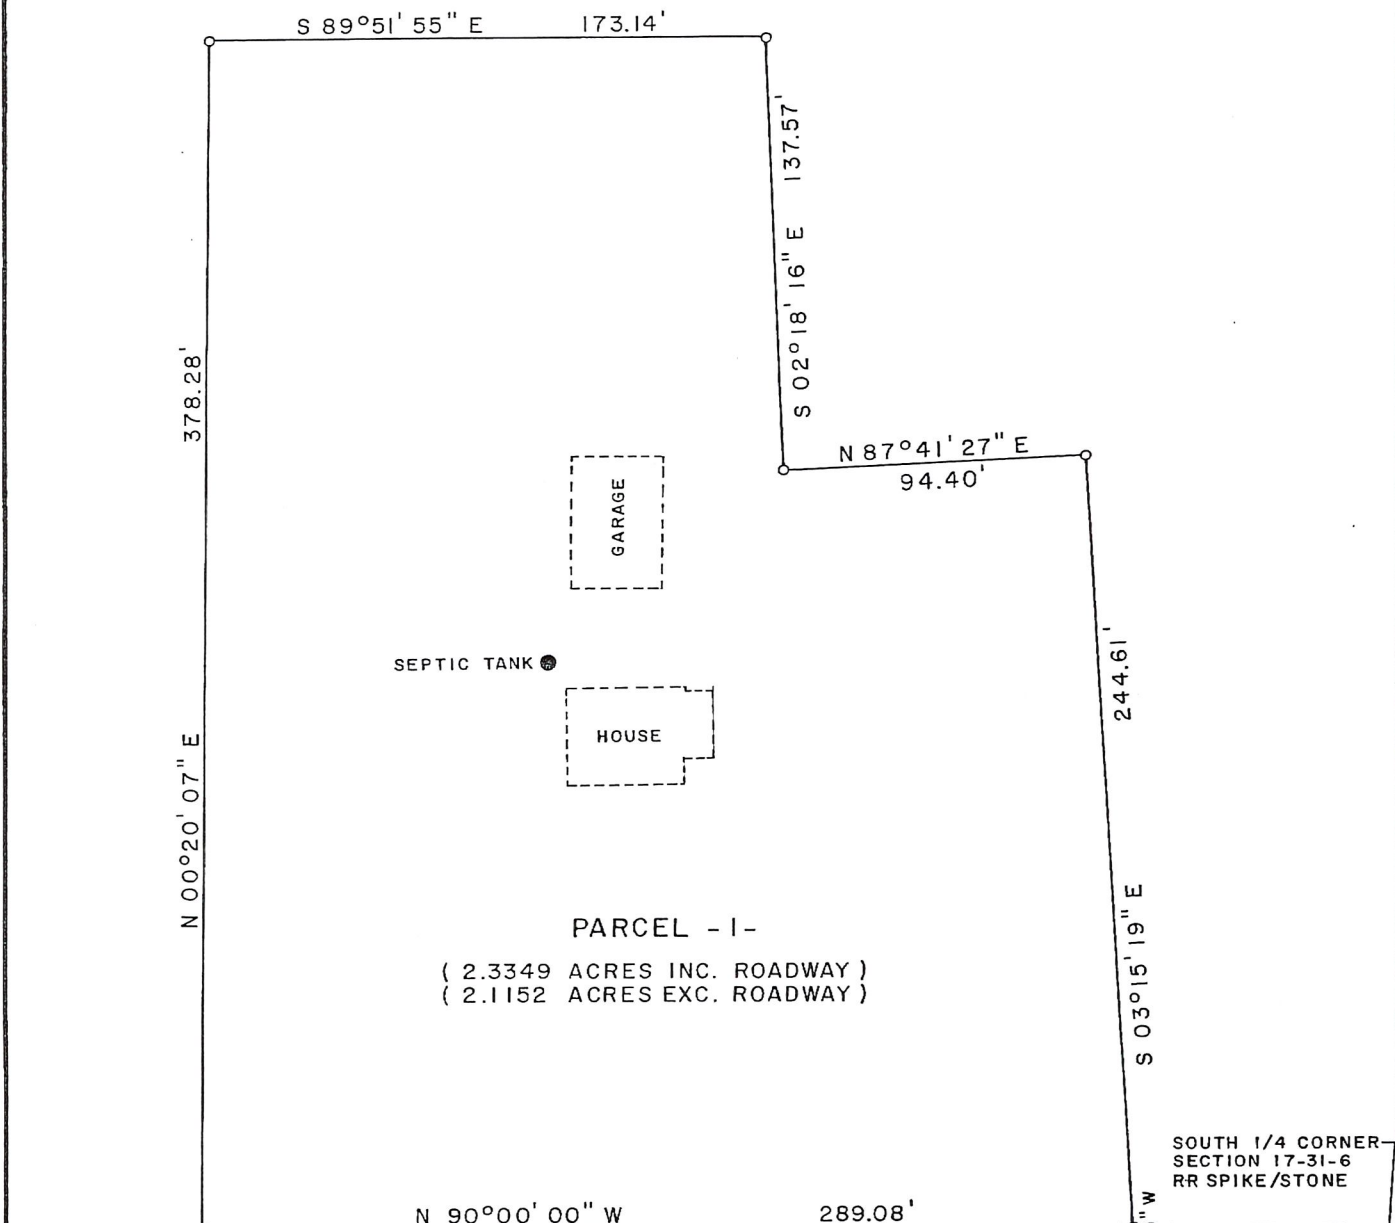 S 89°51' 55" E 173.14'
137.57'
S 02°18' 16" E
378.28'
N 87°41' 27" E
94.40'
GARAGE
SEPTIC TANK
HOUSE
244.61'
N 00°20' 07" E
S 03°15' 19" E
PARCEL -1-
( 2.3349 ACRES INC. ROADWAY )
( 2.1152 ACRES EXC. ROADWAY )
SOUTH 1/4 CORNER
SECTION 17-31-6
RR SPIKE/STONE
N 90°00' 00" W 289.08'
" W